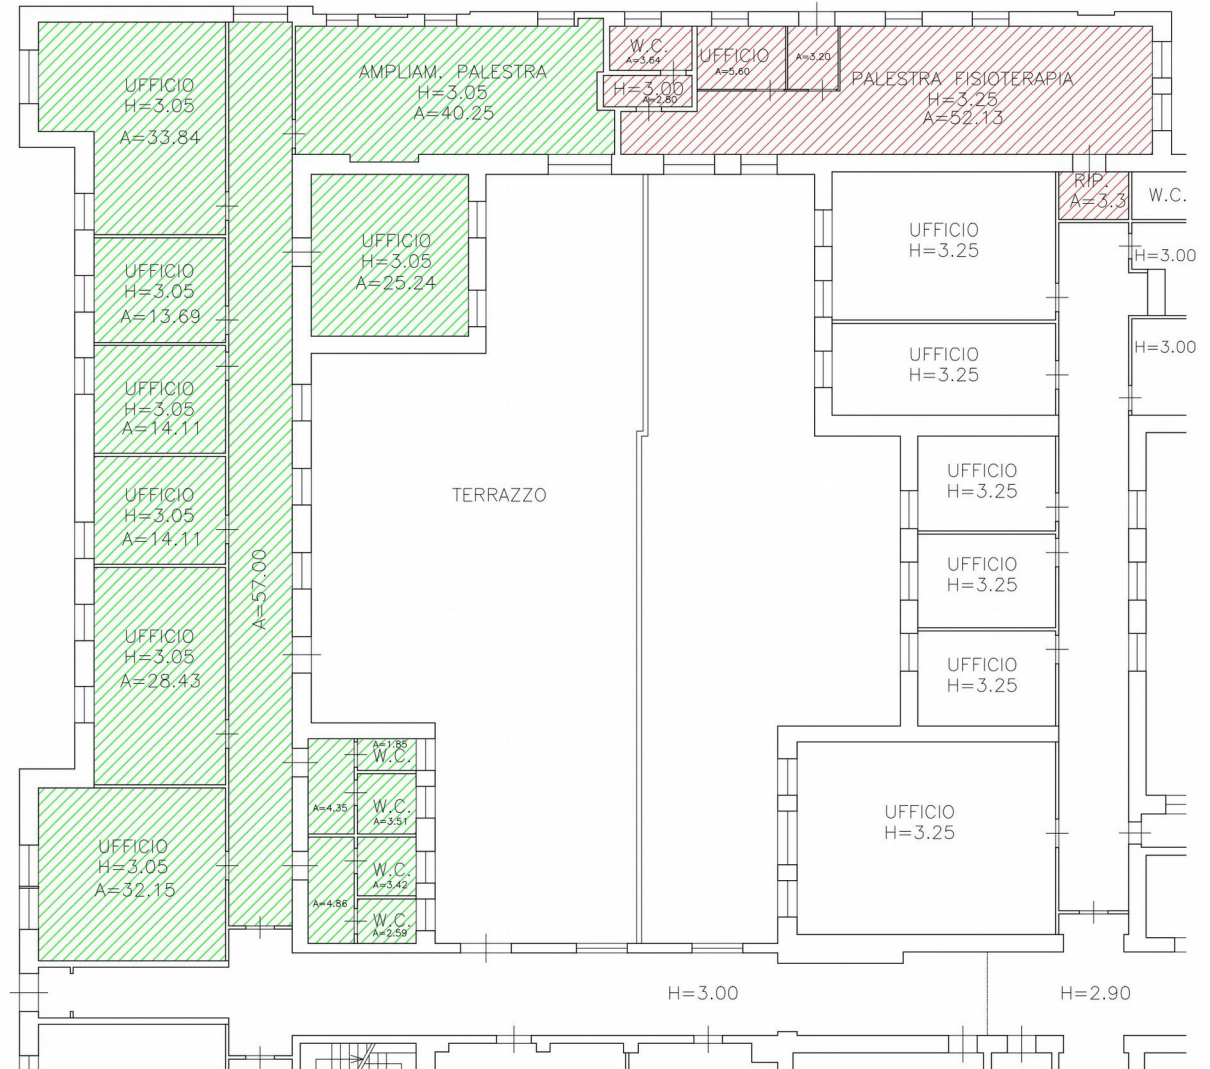 UFFICIO
H=3.05
A=33.84
AMPLIAM. PALESTRA
H=3.05
A=40.25
W.C.
A=3.64
H=3.00
A=2.80
UFFICIO
A=5.60
A=3.20
PALESTRA FISIOTERAPIA
H=3.25
A=52.13
RIP.
A=3.3
W.C.
UFFICIO
H=3.05
A=25.24
UFFICIO
H=3.25
H=3.00
UFFICIO
H=3.05
A=13.69
UFFICIO
H=3.25
H=3.00
UFFICIO
H=3.05
A=14.11
UFFICIO
H=3.05
A=14.11
TERRAZZO
UFFICIO
H=3.25
A=57.00
UFFICIO
H=3.25
UFFICIO
H=3.05
A=28.43
UFFICIO
H=3.25
A=1.85
W.C.
A=4.35
W.C.
A=3.51
UFFICIO
H=3.25
UFFICIO
H=3.05
A=32.15
W.C.
A=3.42
A=4.86
W.C.
A=2.59
H=3.00
H=2.90